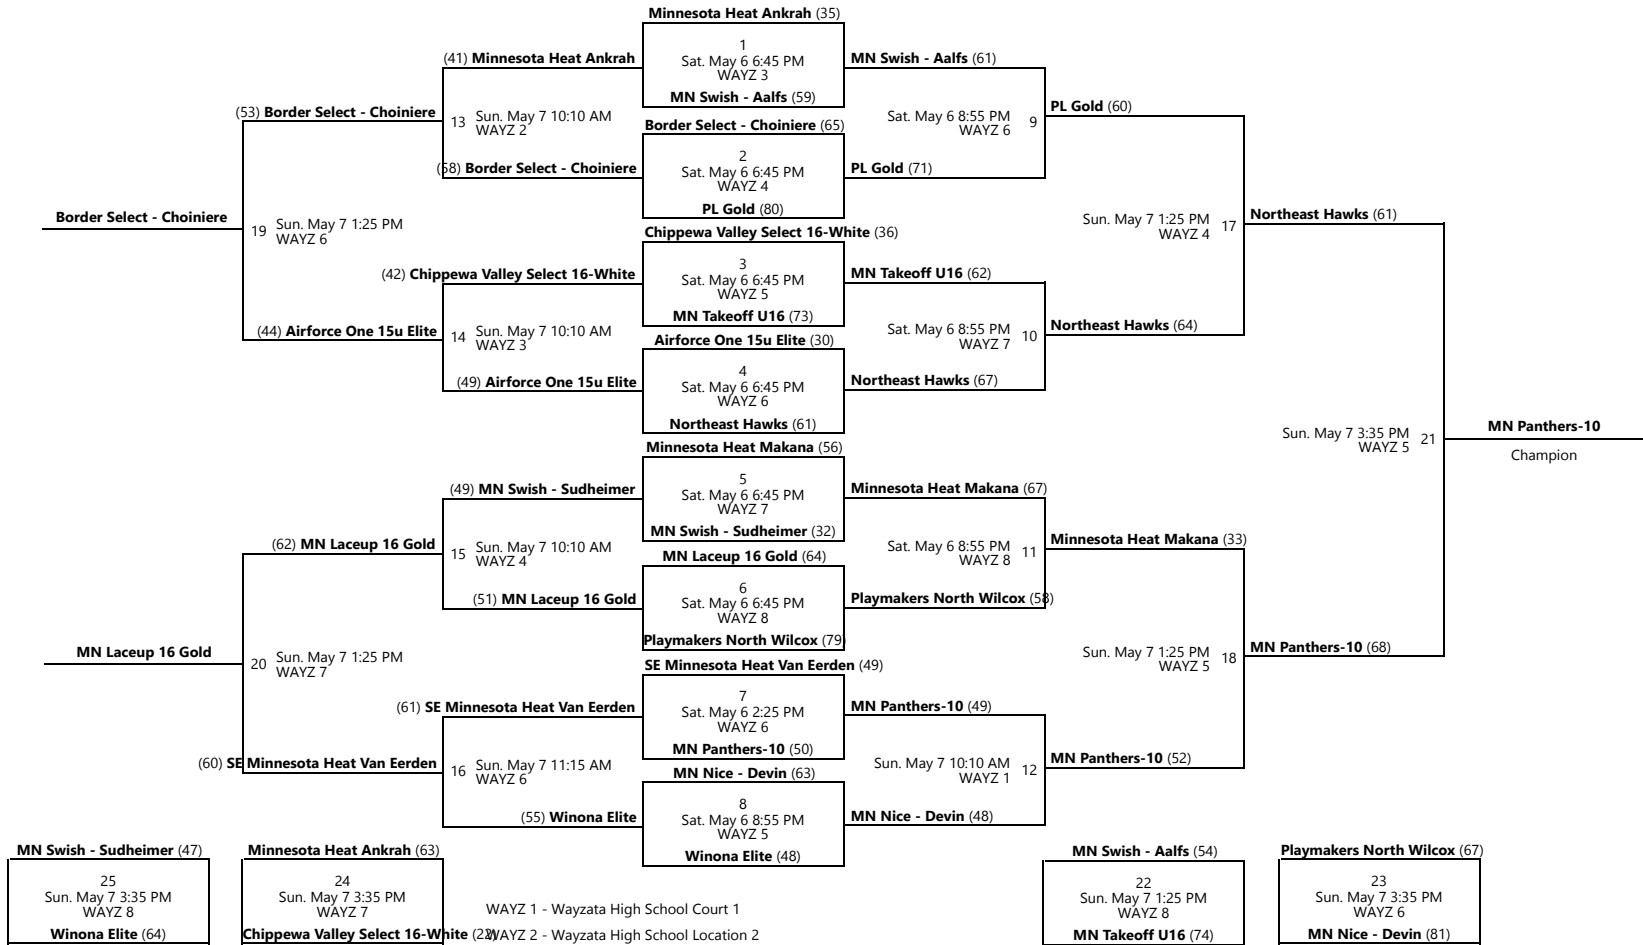 Minnesota Heat Ankrah (35)
1
Sat. May 6 6:45 PM
WAYZ 3
MN Swish - Aalfs (59)
Border Select - Choiniere (65)
2
Sat. May 6 6:45 PM
WAYZ 4
PL Gold (80)
Chippewa Valley Select 16-White (36)
3
Sat. May 6 6:45 PM
WAYZ 5
MN Takeoff U16 (73)
Airforce One 15u Elite (30)
4
Sat. May 6 6:45 PM
WAYZ 6
Northeast Hawks (61)
Minnesota Heat Makana (56)
5
Sat. May 6 6:45 PM
WAYZ 7
MN Swish - Sudheimer (32)
MN Laceup 16 Gold (64)
6
Sat. May 6 6:45 PM
WAYZ 8
Playmakers North Wilcox (79)
SE Minnesota Heat Van Eerden (49)
7
Sat. May 6 2:25 PM
WAYZ 6
MN Panthers-10 (50)
MN Nice - Devin (63)
8
Sat. May 6 8:55 PM
WAYZ 5
Winona Elite (48)
(41) Minnesota Heat Ankrah
13 Sun. May 7 10:10 AM
WAYZ 2
(58) Border Select - Choiniere
(42) Chippewa Valley Select 16-White
14 Sun. May 7 10:10 AM
WAYZ 3
(49) Airforce One 15u Elite
(49) MN Swish - Sudheimer
15 Sun. May 7 10:10 AM
WAYZ 4
(51) MN Laceup 16 Gold
(61) SE Minnesota Heat Van Eerden
16 Sun. May 7 11:15 AM
WAYZ 6
(55) Winona Elite
(53) Border Select - Choiniere
19 Sun. May 7 1:25 PM
WAYZ 6
(44) Airforce One 15u Elite
(62) MN Laceup 16 Gold
20 Sun. May 7 1:25 PM
WAYZ 7
(60) SE Minnesota Heat Van Eerden
Border Select - Choiniere
MN Laceup 16 Gold
MN Swish - Aalfs (61)
Sat. May 6 8:55 PM 9
WAYZ 6
PL Gold (71)
MN Takeoff U16 (62)
Sat. May 6 8:55 PM 10
WAYZ 7
Northeast Hawks (67)
Minnesota Heat Makana (67)
Sat. May 6 8:55 PM 11
WAYZ 8
Playmakers North Wilcox (58)
MN Panthers-10 (49)
Sun. May 7 10:10 AM 12
WAYZ 1
MN Nice - Devin (48)
PL Gold (60)
Sun. May 7 1:25 PM 17
WAYZ 4
Northeast Hawks (64)
Minnesota Heat Makana (33)
Sun. May 7 1:25 PM 18
WAYZ 5
MN Panthers-10 (52)
Northeast Hawks (61)
Sun. May 7 3:35 PM 21
WAYZ 5
MN Panthers-10 (68)
MN Panthers-10
Champion
MN Swish - Sudheimer (47)
25
Sun. May 7 3:35 PM
WAYZ 8
Winona Elite (64)
Minnesota Heat Ankrah (63)
24
Sun. May 7 3:35 PM
WAYZ 7
Chippewa Valley Select 16-White (22)
WAYZ 1 - Wayzata High School Court 1
WAYZ 2 - Wayzata High School Location 2
MN Swish - Aalfs (54)
22
Sun. May 7 1:25 PM
WAYZ 8
MN Takeoff U16 (74)
Playmakers North Wilcox (67)
23
Sun. May 7 3:35 PM
WAYZ 6
MN Nice - Devin (81)